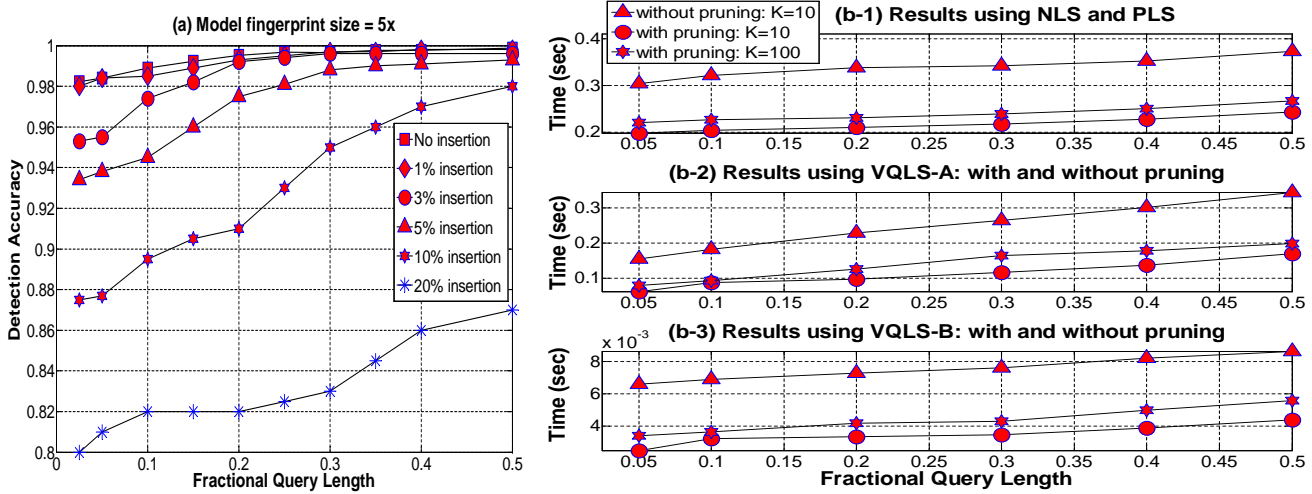 (a) Model fingerprint size = 5x
Detection Accuracy
1
0.98
0.96
0.94
0.92
0.9
0.88
0.86
0.84
0.82
0.8
0 0.1 0.2 0.3 0.4 0.5
Fractional Query Length
No insertion
1% insertion
3% insertion
5% insertion
10% insertion
20% insertion
without pruning: K=10
with pruning: K=10
with pruning: K=100
(b-1) Results using NLS and PLS
Time (sec)
0.4
0.3
0.2
0.05 0.1 0.15 0.2 0.25 0.3 0.35 0.4 0.45 0.5
(b-2) Results using VQLS-A: with and without pruning
Time (sec)
0.3
0.2
0.1
0.05 0.1 0.15 0.2 0.25 0.3 0.35 0.4 0.45 0.5
(b-3) Results using VQLS-B: with and without pruning
x 10^-3
Time (sec)
8
6
4
0.05 0.1 0.15 0.2 0.25 0.3 0.35 0.4 0.45 0.5
Fractional Query Length